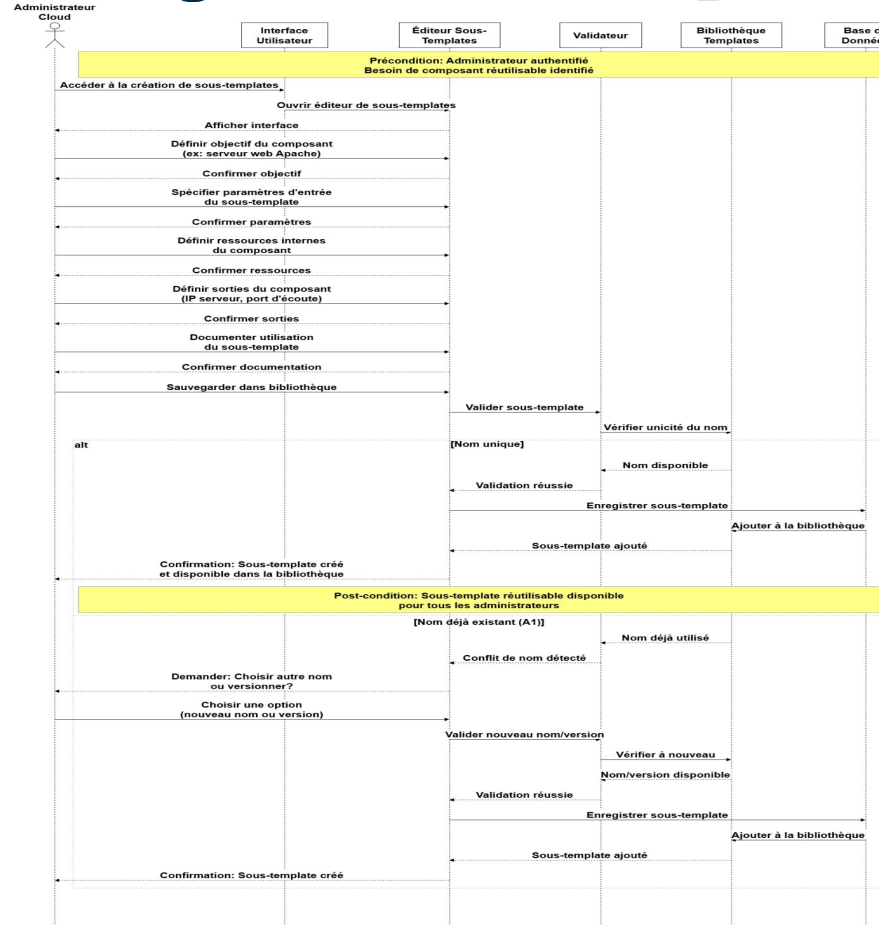 Administrateur
Cloud
Interface
Utilisateur
Éditeur Sous-
Templates
Validateur
Bibliothèque
Templates
Base d
Donné
Précondition: Administrateur authentifié
Besoin de composant réutilisable identifié
Accéder à la création de sous-templates
Ouvrir éditeur de sous-templates
Afficher interface
Définir objectif du composant
(ex: serveur web Apache)
Confirmer objectif
Spécifier paramètres d'entrée
du sous-template
Confirmer paramètres
Définir ressources internes
du composant
Confirmer ressources
Définir sorties du composant
(IP serveur, port d'écoute)
Confirmer sorties
Documenter utilisation
du sous-template
Confirmer documentation
Sauvegarder dans bibliothèque
Valider sous-template
Vérifier unicité du nom
alt
[Nom unique]
Nom disponible
Validation réussie
Enregistrer sous-template
Ajouter à la bibliothèque
Sous-template ajouté
Confirmation: Sous-template créé
et disponible dans la bibliothèque
Post-condition: Sous-template réutilisable disponible
pour tous les administrateurs
[Nom déjà existant (A1)]
Nom déjà utilisé
Conflit de nom détecté
Demander: Choisir autre nom
ou versionner?
Choisir une option
(nouveau nom ou version)
Valider nouveau nom/version
Vérifier à nouveau
Nom/version disponible
Validation réussie
Enregistrer sous-template
Ajouter à la bibliothèque
Sous-template ajouté
Confirmation: Sous-template créé